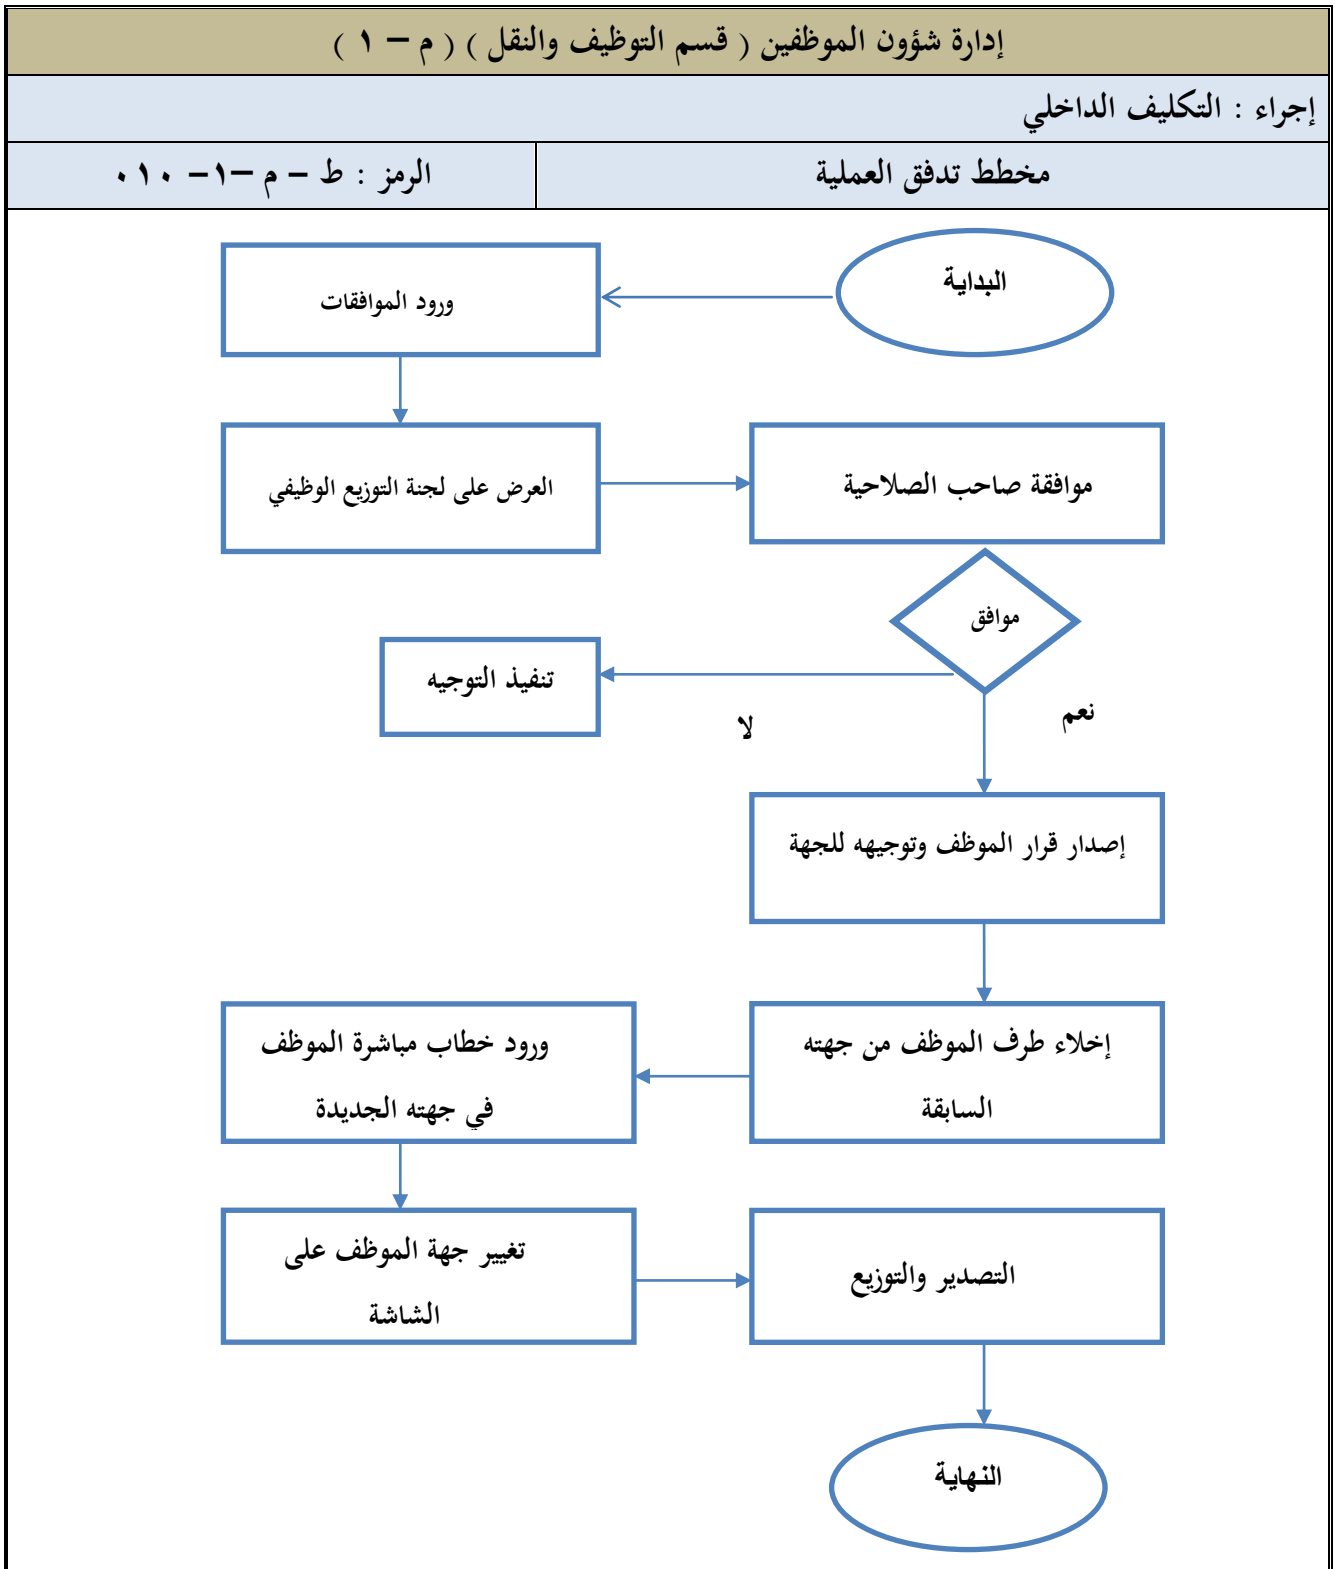 إدارة شؤون الموظفين ( قسم التوظيف والنقل ) ( م – ١ )
إجراء : التكليف الداخلي
مخطط تدفق العملية
الرمز : ط – م –١– ٠١٠
البداية
ورود الموافقات
العرض على لجنة التوزيع الوظيفي
موافقة صاحب الصلاحية
موافق
تنفيذ التوجيه
نعم
لا
إصدار قرار الموظف وتوجيهه للجهة
إخلاء طرف الموظف من جهته
السابقة
ورود خطاب مباشرة الموظف
في جهته الجديدة
تغيير جهة الموظف على
الشاشة
التصدير والتوزيع
النهاية